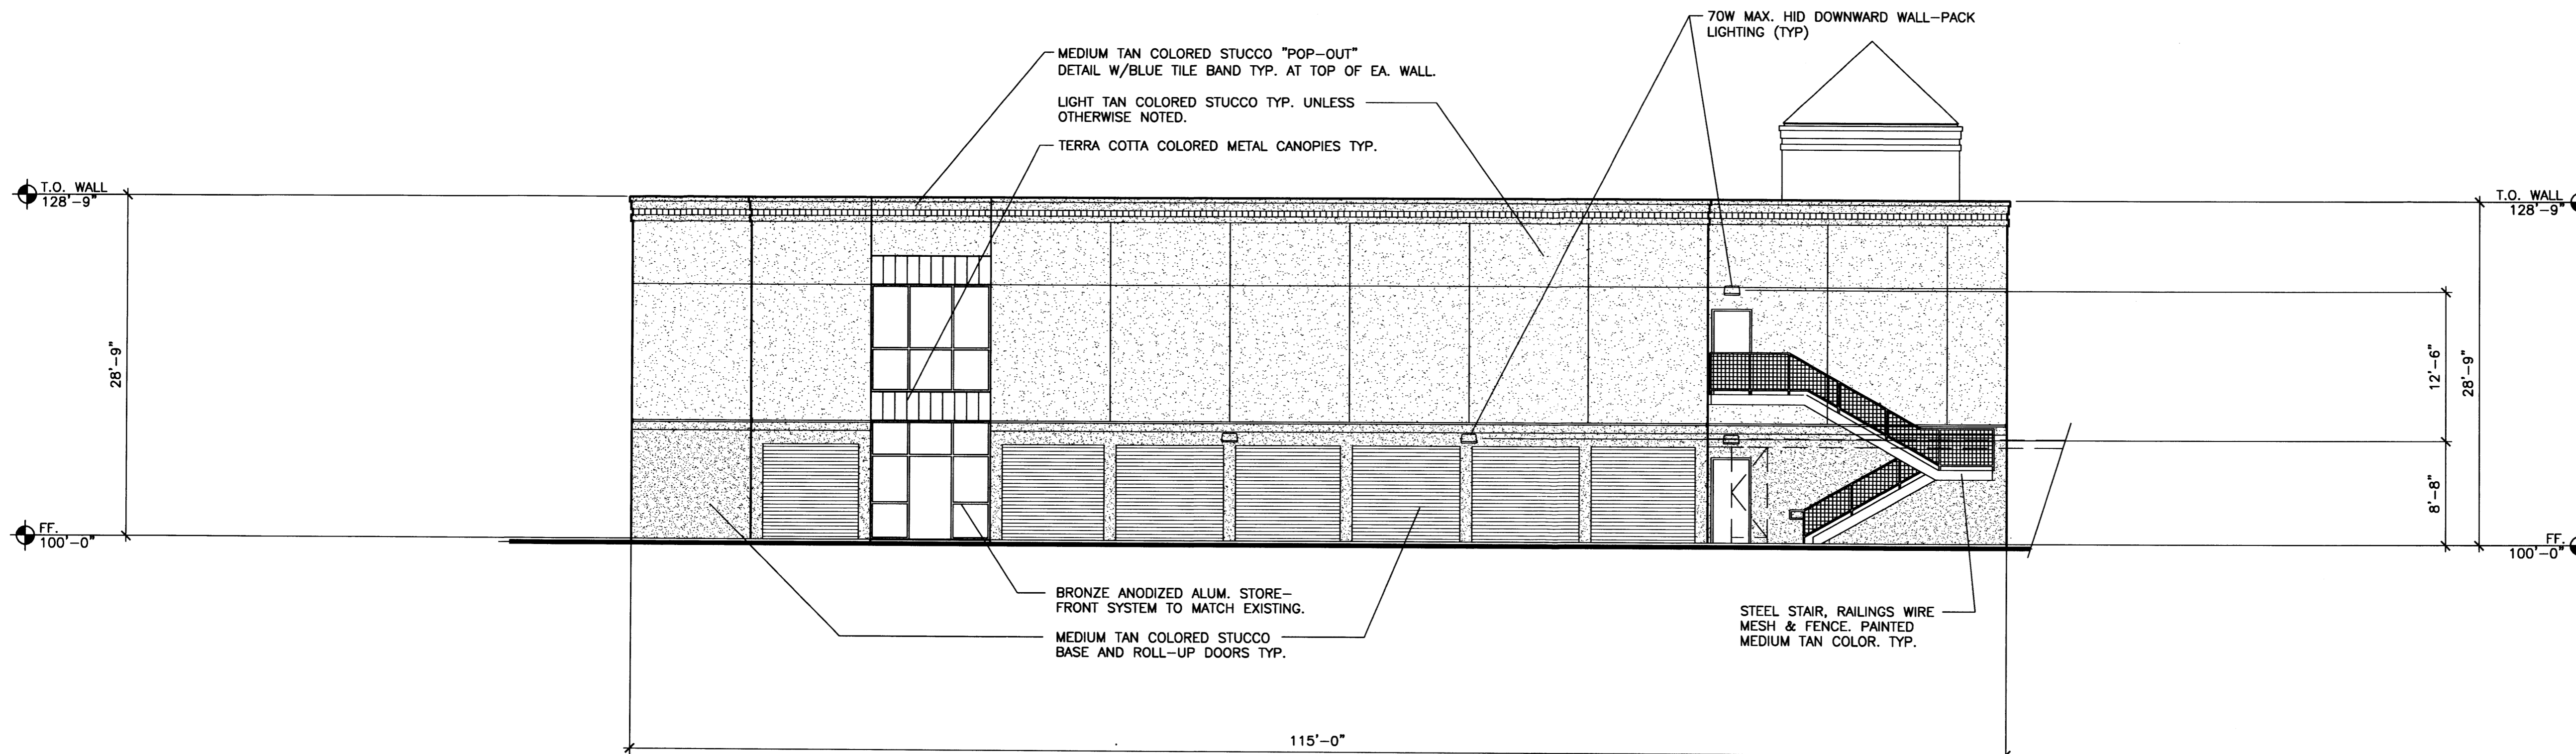 70W MAX. HID DOWNWARD WALL-PACK
LIGHTING (TYP)
MEDIUM TAN COLORED STUCCO "POP-OUT"
DETAIL W/BLUE TILE BAND TYP. AT TOP OF EA. WALL.
LIGHT TAN COLORED STUCCO TYP. UNLESS
OTHERWISE NOTED.
TERRA COTTA COLORED METAL CANOPIES TYP.
T.O. WALL
128'-9"
T.O. WALL
128'-9"
28'-9"
12'-6"
28'-9"
8'-8"
FF.
100'-0"
FF.
100'-0"
BRONZE ANODIZED ALUM. STORE-
FRONT SYSTEM TO MATCH EXISTING.
MEDIUM TAN COLORED STUCCO
BASE AND ROLL-UP DOORS TYP.
STEEL STAIR, RAILINGS WIRE
MESH & FENCE. PAINTED
MEDIUM TAN COLOR. TYP.
115'-0"